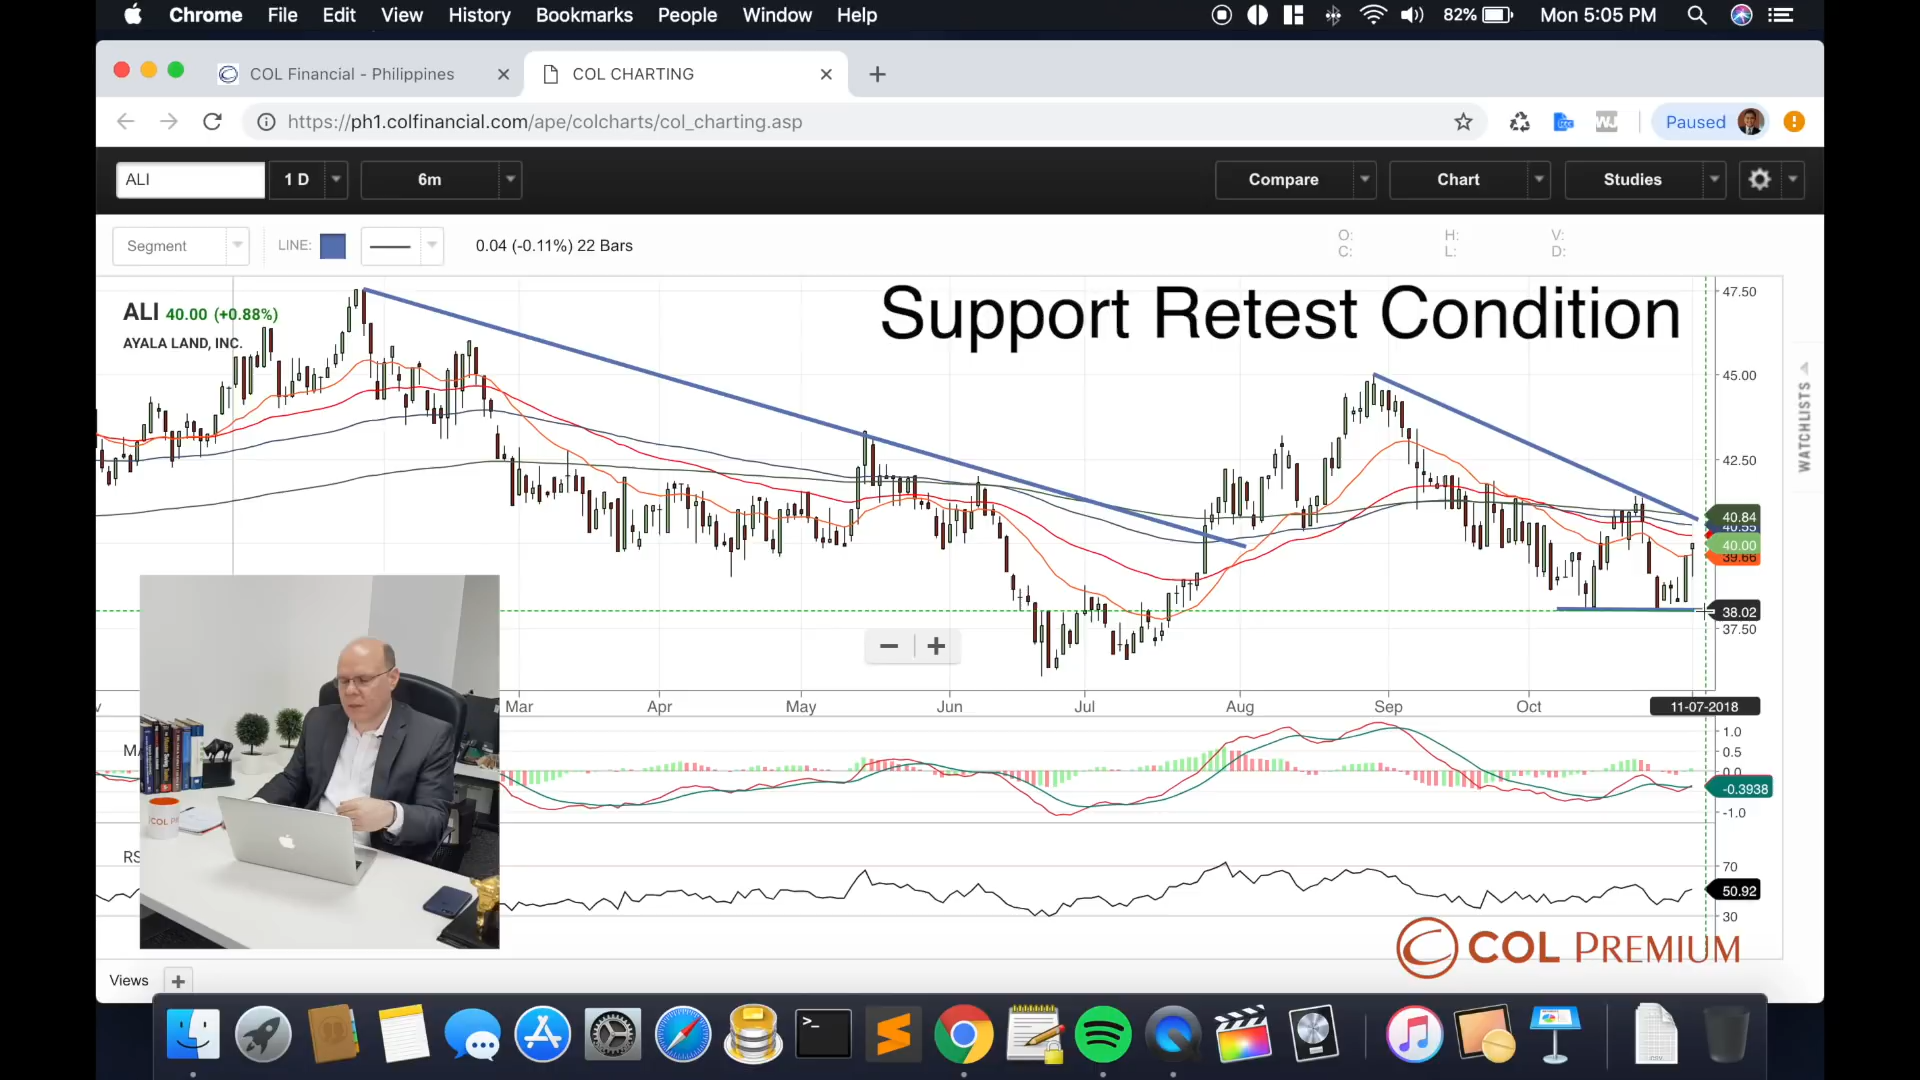 Chrome File Edit View History Bookmarks People Window Help 82% Mon 5:05 PM
COL Financial - Philippines COL CHARTING
https://ph1.colfinancial.com/ape/colcharts/col_charting.asp Paused
ALI 1 D 6m Compare Chart Studies
Segment LINE: 0.04 (-0.11%) 22 Bars O: H: V:
C: L: D:
Support Retest Condition
ALI 40.00 (+0.88%)
AYALA LAND, INC.
47.50
45.00
42.50
40.84
40.55
40.00
39.66
38.02
37.50
WATCHLISTS
Mar Apr May Jun Jul Aug Sep Oct 11-07-2018
1.0
0.5
0.0
-0.3938
-1.0
70
50.92
30
COL PREMIUM
Views